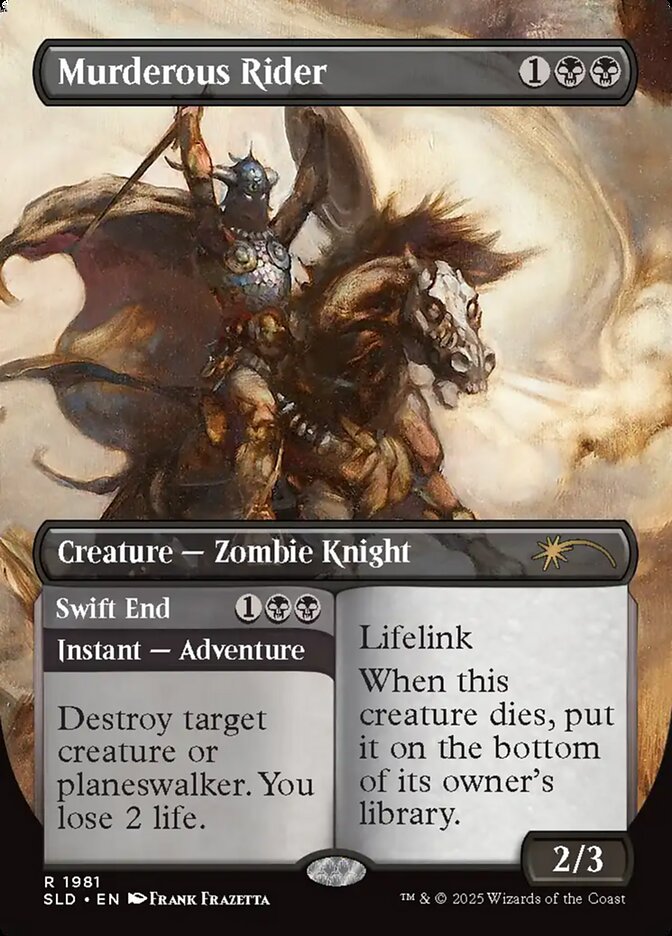 Murderous Rider 1
Creature — Zombie Knight
Swift End 1
Instant — Adventure
Destroy target
creature or
planeswalker. You
lose 2 life.
Lifelink
When this
creature dies, put
it on the bottom
of its owner's
library.
2/3
R 1981
SLD • EN Frank Frazetta
™ & © 2025 Wizards of the Coast